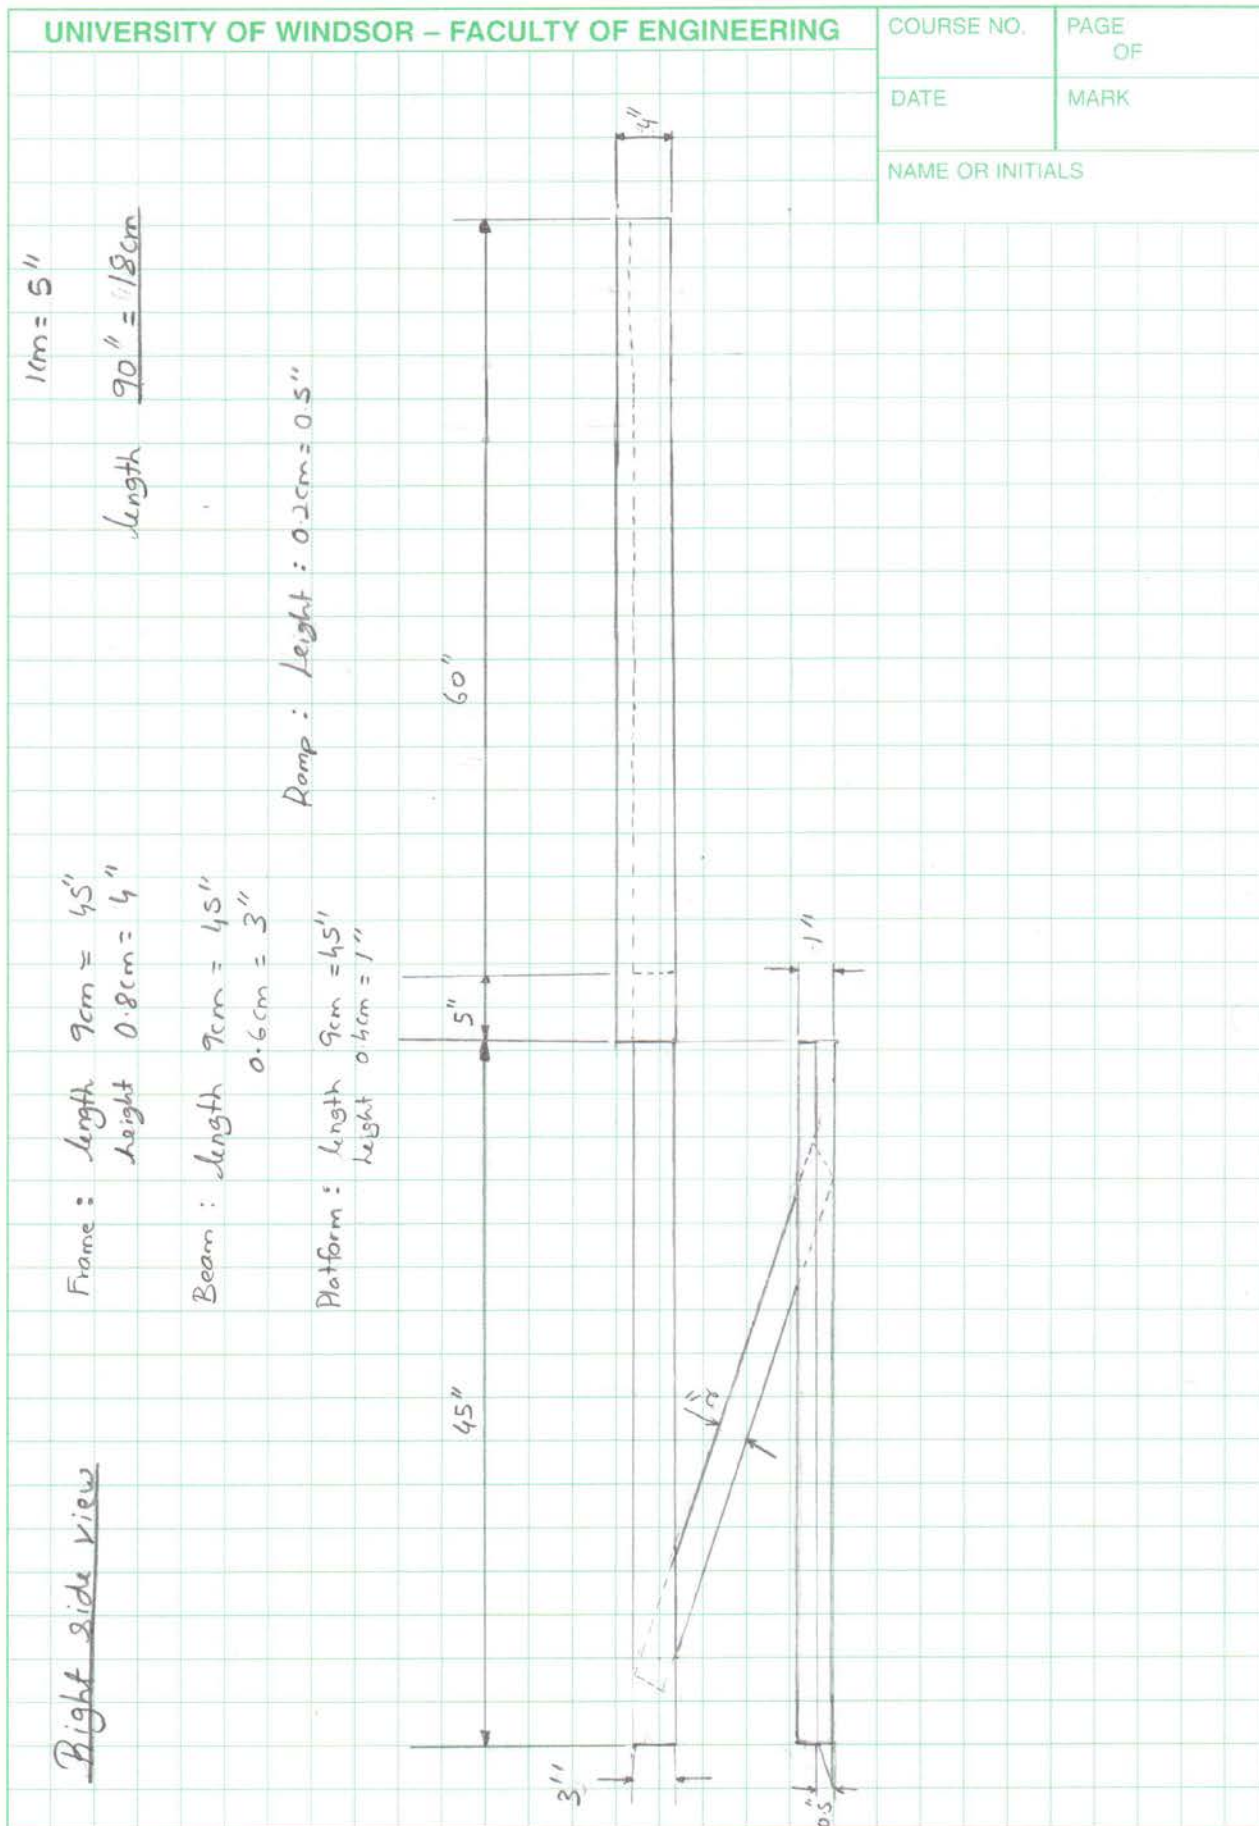 UNIVERSITY OF WINDSOR – FACULTY OF ENGINEERING
COURSE NO.
PAGE
OF
DATE
MARK
NAME OR INITIALS
Right side view
Frame : length 9cm = 45"
height 0.8cm = 4"
1cm = 5"
length 90" = 18cm
Beam : length 9cm = 45"
0.6cm = 3"
Ramp : height : 0.2cm = 0.5"
Platform : length 9cm = 45"
height 0.4cm = 1"
45"
5"
60"
4"
3"
2"
1"
0.5"